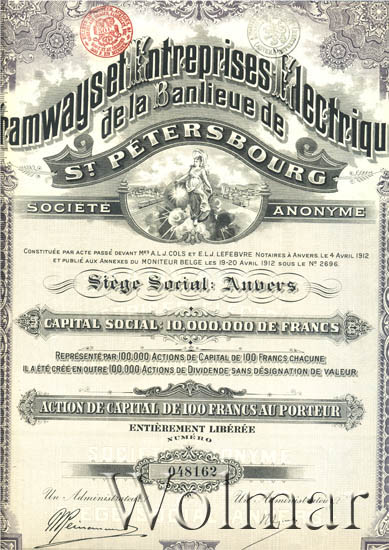 Tramways et Entreprises Electriques
de la Banlieue de
ST PÉTERSBOURG
SOCIÉTÉ ANONYME
CONSTITUÉE PAR ACTE PASSÉ DEVANT MES A.L.J. COLS ET E.L.J. LEFEBVRE NOTAIRES À ANVERS, LE 4 AVRIL 1912
ET PUBLIÉ AUX ANNEXES DU MONITEUR BELGE LES 19-20 AVRIL 1912 SOUS LE No 2696.
Siège Social: Anvers
CAPITAL SOCIAL: 10,000,000 DE FRANCS
REPRÉSENTÉ PAR 100,000 ACTIONS DE CAPITAL DE 100 FRANCS CHACUNE
IL A ÉTÉ CRÉÉ EN OUTRE 100,000 ACTIONS DE DIVIDENDE SANS DÉSIGNATION DE VALEUR
ACTION DE CAPITAL DE 100 FRANCS AU PORTEUR
ENTIÈREMENT LIBÉRÉE
NUMÉRO
SOCIÉTÉ ANONYME
048162
Un Administrateur Un Administrateur
Wolmar